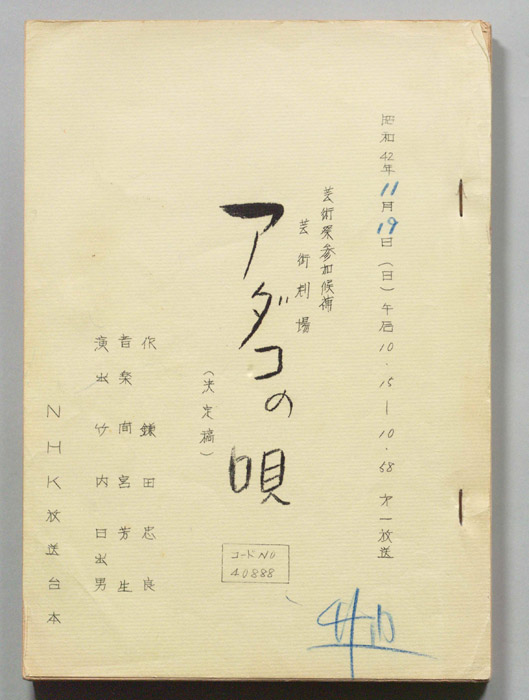 昭和42年11月19日(日)午后10.15―10.58 第一放送
芸術祭参加候補
芸術劇場
アダコの唄
(決定稿)
コードNO
40888
作 鎌田忠良
音楽 間宮芳生
演出 竹内日出男
NHK放送台本